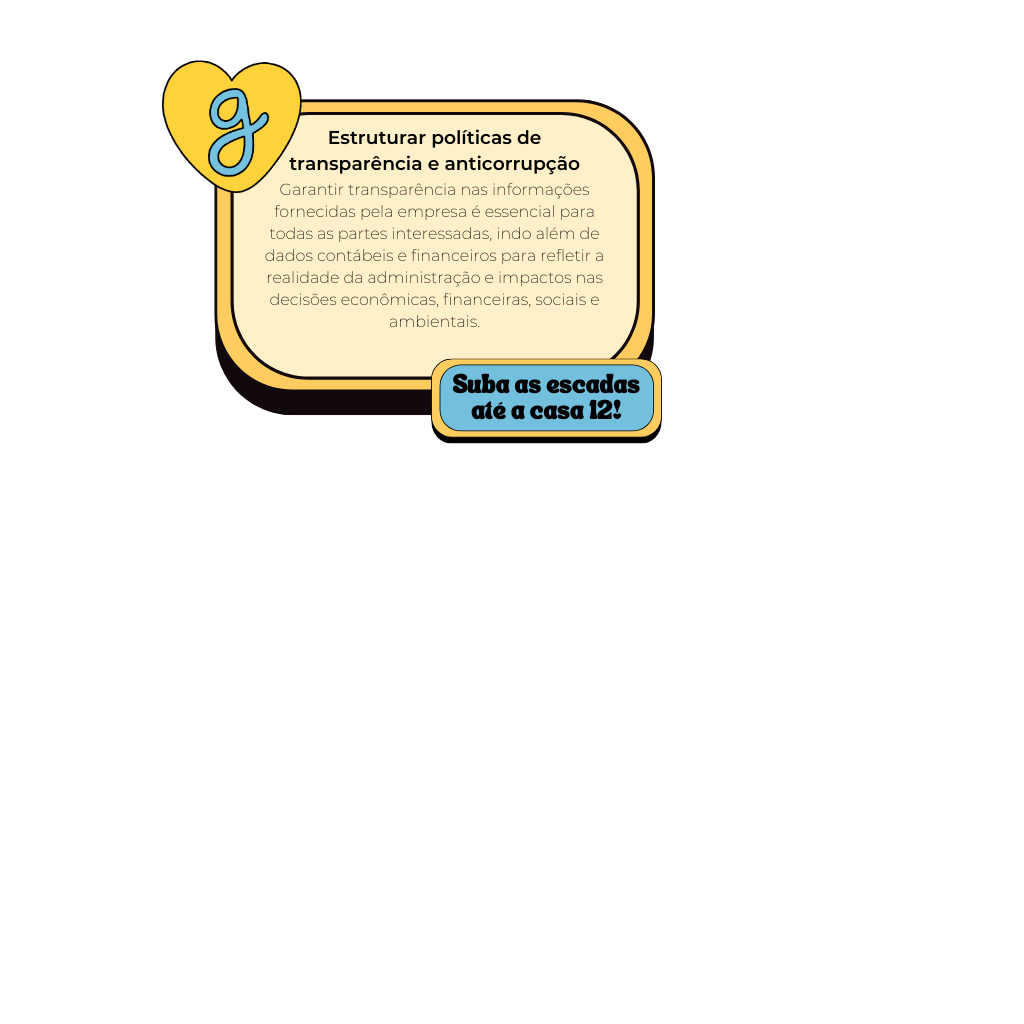 g
Estruturar políticas de
transparência e anticorrupção
Garantir transparência nas informações
fornecidas pela empresa é essencial para
todas as partes interessadas, indo além de
dados contábeis e financeiros para refletir a
realidade da administração e impactos nas
decisões econômicas, financeiras, sociais e
ambientais.
Suba as escadas
até a casa 12!